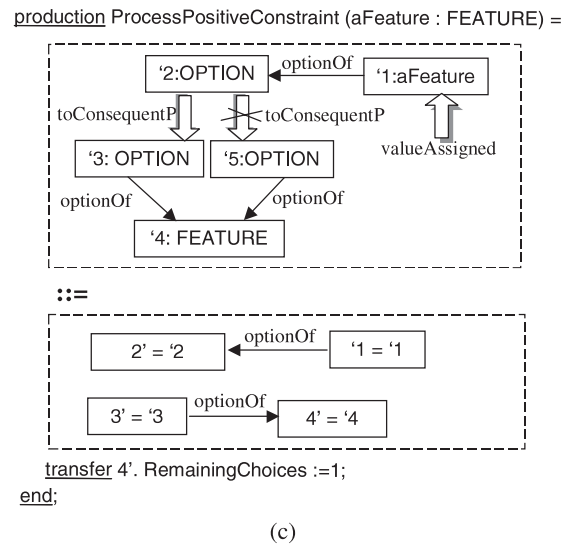 production ProcessPositiveConstraint (aFeature : FEATURE) =
‘2:OPTION optionOf ‘1:aFeature
toConsequentP toConsequentP
valueAssigned
‘3: OPTION ‘5:OPTION
optionOf optionOf
‘4: FEATURE
::=
2’ = ‘2 optionOf ‘1 = ‘1
3’ = ‘3 optionOf 4’ = ‘4
transfer 4’. RemainingChoices :=1;
end;
(c)